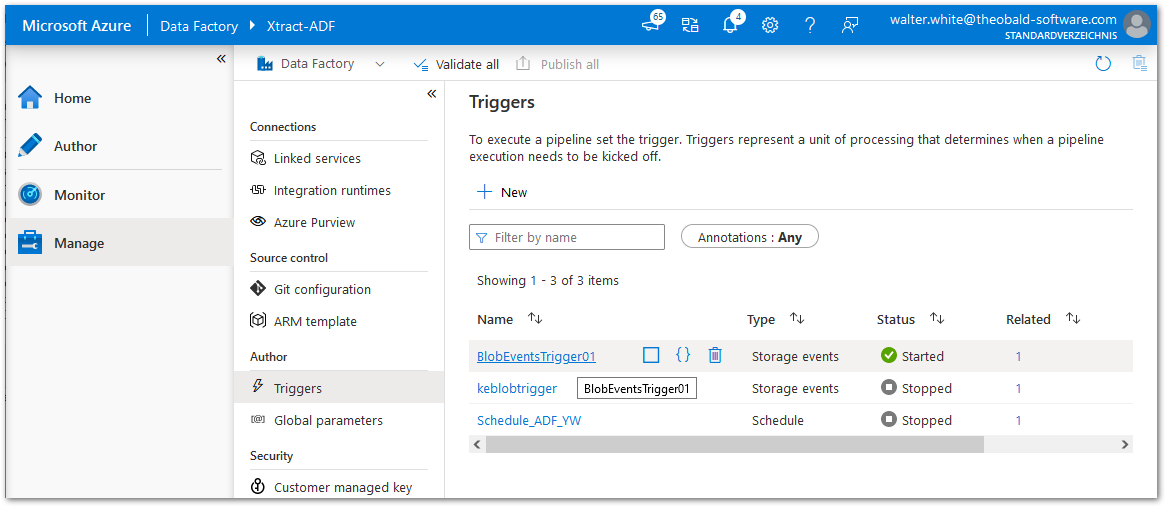 Microsoft Azure
Data Factory
Xtract-ADF
65
4
walter.white@theobald-software.com
STANDARDVERZEICHNIS
Home
Author
Monitor
Manage
Data Factory
Validate all
Publish all
Connections
Linked services
Integration runtimes
Azure Purview
Source control
Git configuration
ARM template
Author
Triggers
Global parameters
Security
Customer managed key
Triggers
To execute a pipeline set the trigger. Triggers represent a unit of processing that determines when a pipeline
execution needs to be kicked off.
New
Filter by name
Annotations : Any
Showing 1 - 3 of 3 items
Name Type Status Related
BlobEventsTrigger01 {} Storage events Started 1
keblobtrigger BlobEventsTrigger01 Storage events Stopped 1
Schedule_ADF_YW Schedule Stopped 1